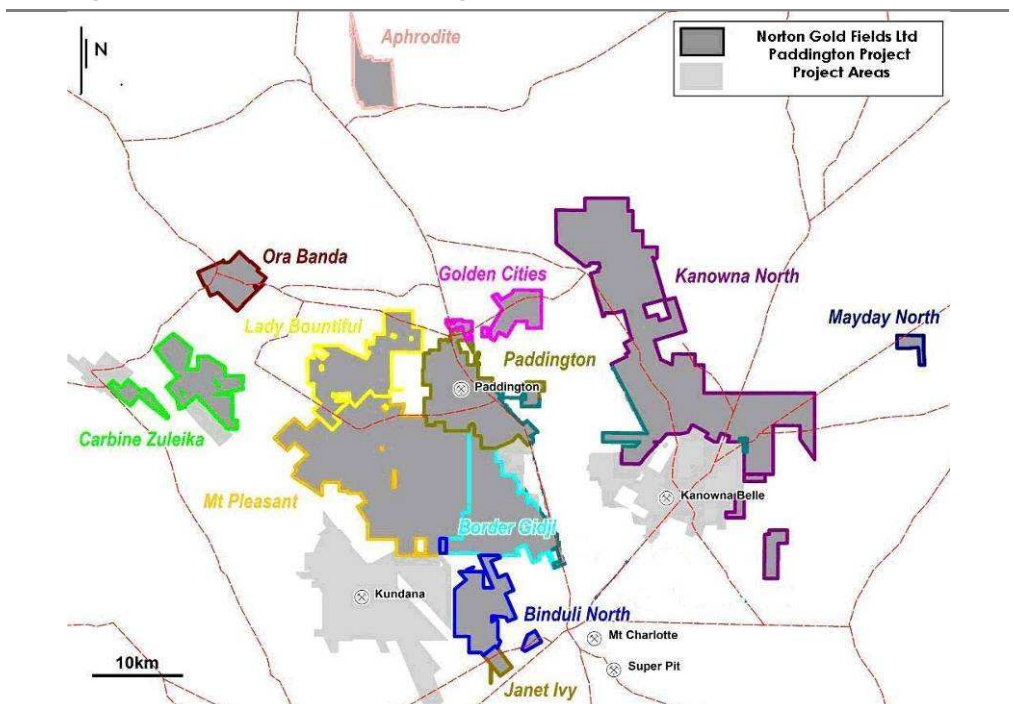 Aphrodite
N
Norton Gold Fields Ltd
Paddington Project
Project Areas
Ora Banda
Golden Cities
Kanowna North
Lady Bountiful
Mayday North
Paddington
Paddington
Carbine Zuleika
Mt Pleasant
Kanowna Belle
Border Gidji
Kundana
Binduli North
Mt Charlotte
10km
Super Pit
Janet Ivy